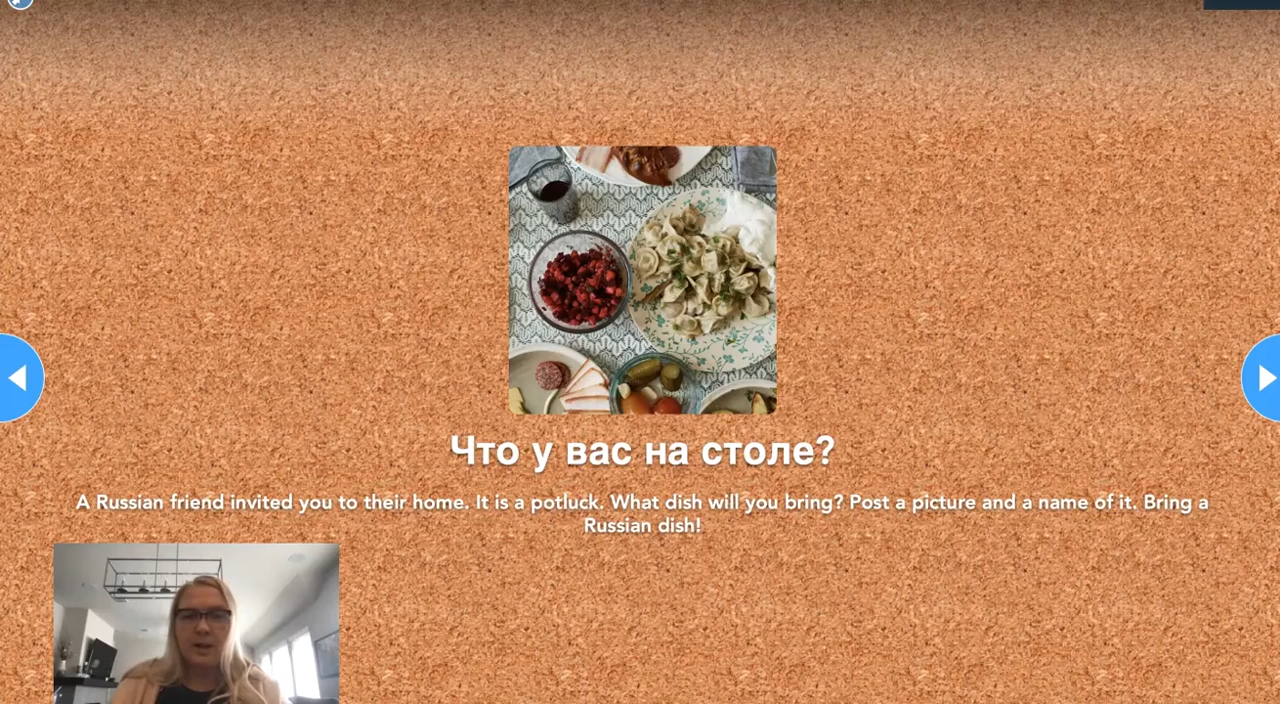 Что у вас на столе?
A Russian friend invited you to their home. It is a potluck. What dish will you bring? Post a picture and a name of it. Bring a
Russian dish!